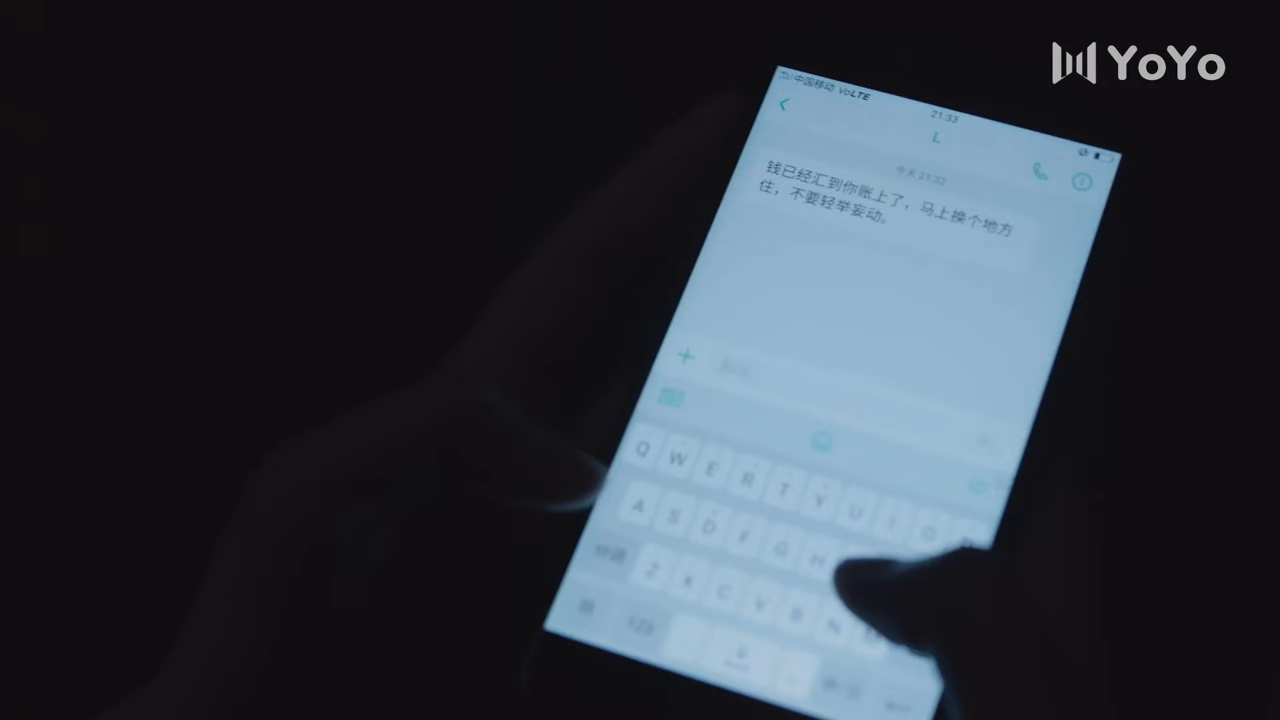 YoYo
中国移动 VoLTE
21:33
L
今天 21:32
钱已经汇到你账上了，马上换个地方
住，不要轻举妄动。
Q W E R T Y U I O
A S D F G H
Z X C V B N
123